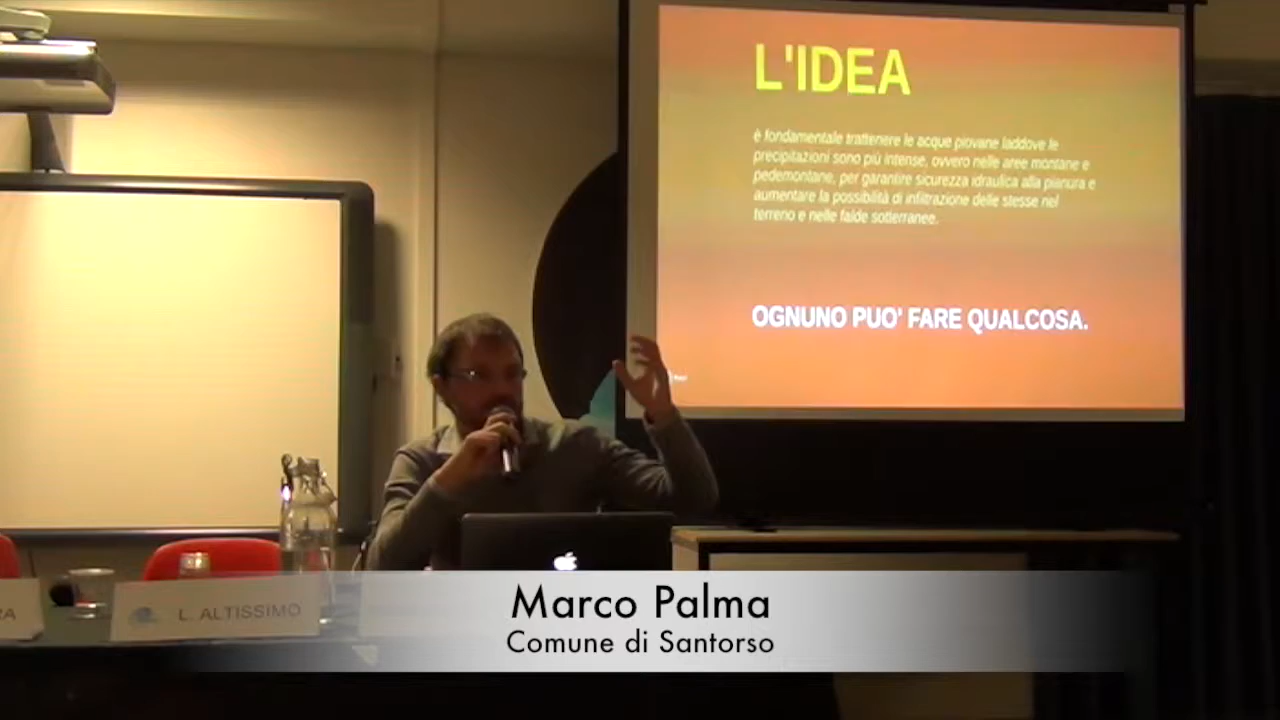 L'IDEA
è fondamentale trattenere le acque piovane laddove le
precipitazioni sono più intense, ovvero nelle aree montane e
pedemontane, per garantire sicurezza idraulica alla pianura e
aumentare la possibilità di infiltrazione delle stesse nel
terreno e nelle falde sotterranee.
OGNUNO PUO' FARE QUALCOSA.
RA
L. ALTISSIMO
Marco Palma
Comune di Santorso